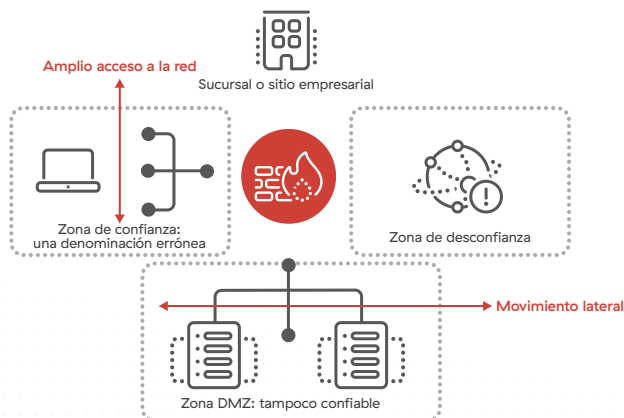 Amplio acceso a la red
Sucursal o sitio empresarial
Zona de confianza:
una denominación errónea
Zona de desconfianza
Movimiento lateral
Zona DMZ: tampoco confiable